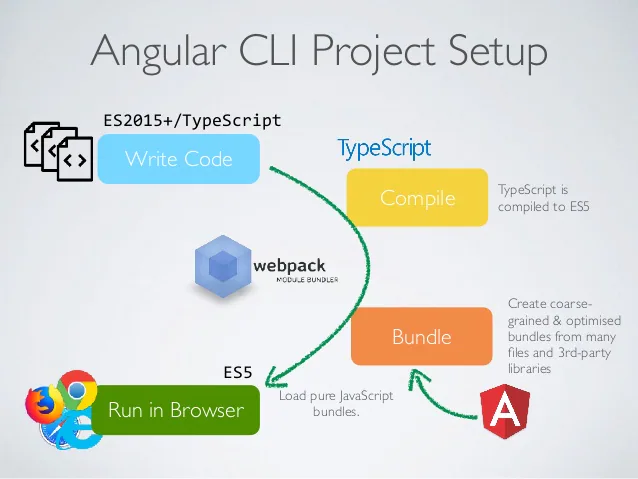 Angular CLI Project Setup
ES2015+/TypeScript
Write Code
TypeScript
Compile
TypeScript is
compiled to ES5
webpack
MODULE BUNDLER
Create coarse-
grained & optimised
bundles from many
files and 3rd-party
libraries
Bundle
ES5
Run in Browser
Load pure JavaScript
bundles.
A